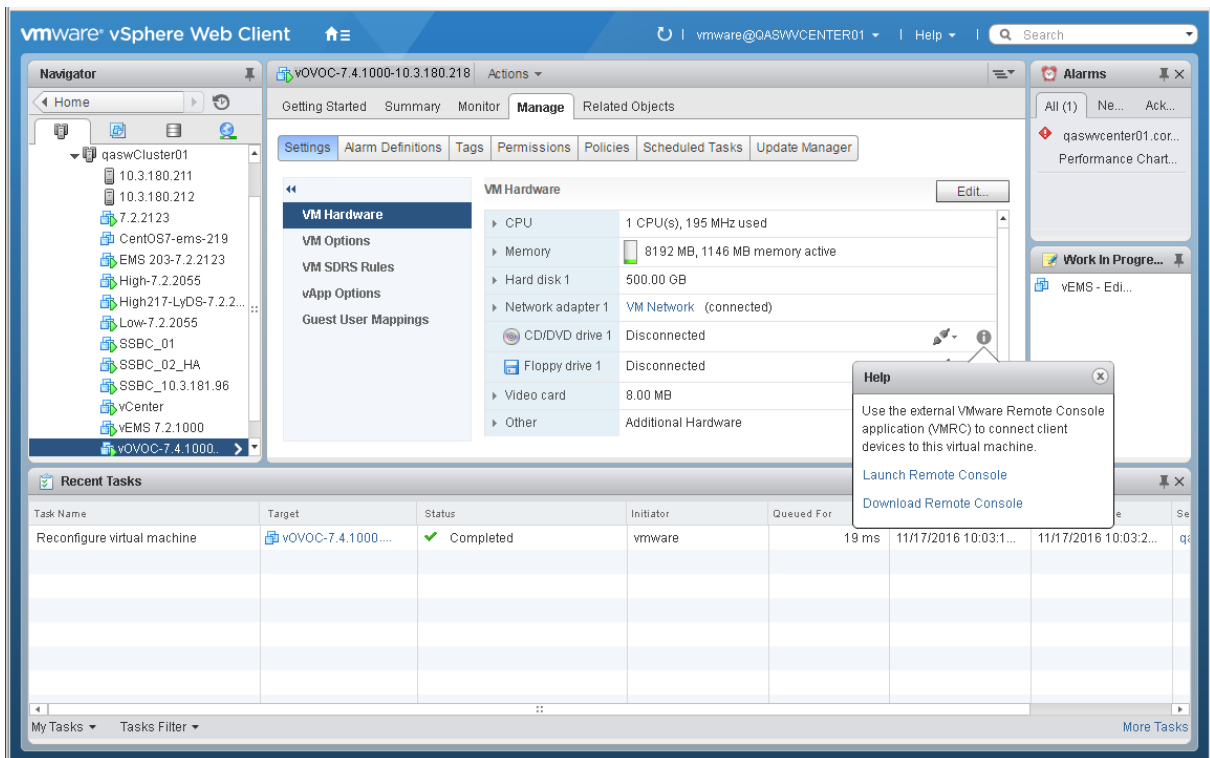 vmware® vSphere Web Client
vmware@QASWVCENTER01
Help
Search
Navigator
Home
qaswCluster01
10.3.180.211
10.3.180.212
7.2.2123
CentOS7-ems-219
EMS 203-7.2.2123
High-7.2.2055
High217-LyDS-7.2.2...
Low-7.2.2055
SSBC_01
SSBC_02_HA
SSBC_10.3.181.96
vCenter
vEMS 7.2.1000
vOVOC-7.4.1000..
vOVOC-7.4.1000-10.3.180.218 Actions
Getting Started Summary Monitor Manage Related Objects
Settings Alarm Definitions Tags Permissions Policies Scheduled Tasks Update Manager
VM Hardware
VM Options
VM SDRS Rules
vApp Options
Guest User Mappings
VM Hardware Edit...
CPU 1 CPU(s), 195 MHz used
Memory 8192 MB, 1146 MB memory active
Hard disk 1 500.00 GB
Network adapter 1 VM Network (connected)
CD/DVD drive 1 Disconnected
Floppy drive 1 Disconnected
Video card 8.00 MB
Other Additional Hardware
Help
Use the external VMware Remote Console
application (VMRC) to connect client
devices to this virtual machine.
Launch Remote Console
Download Remote Console
Alarms
All (1) Ne... Ack...
qaswvcenter01.cor...
Performance Chart...
Work In Progre...
vEMS - Edi...
Recent Tasks
Task Name Target Status Initiator Queued For
Reconfigure virtual machine vOVOC-7.4.1000.... Completed vmware 19 ms 11/17/2016 10:03:1... 11/17/2016 10:03:2...
My Tasks Tasks Filter More Tasks